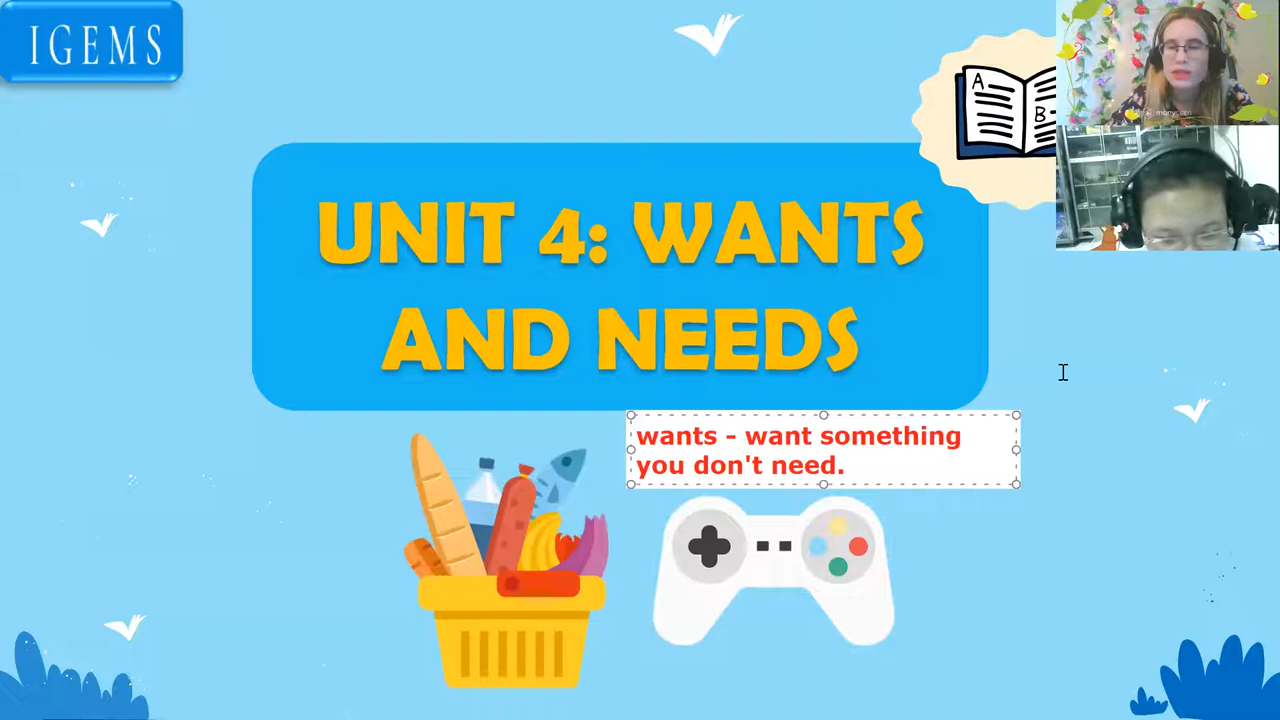 IGEMS
A
B-
UNIT 4: WANTS
AND NEEDS
wants - want something
you don't need.